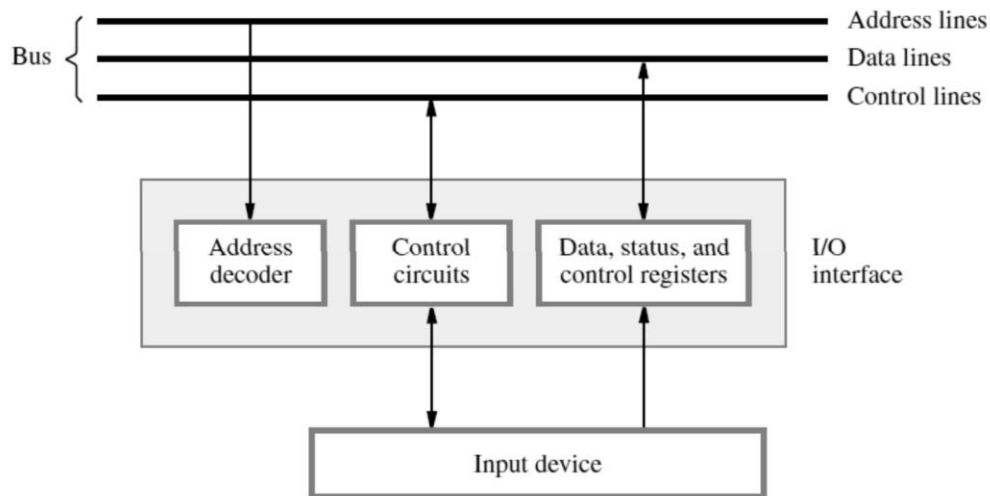 Address lines
Bus
Data lines
Control lines
Address
decoder
Control
circuits
Data, status, and
control registers
I/O
interface
Input device